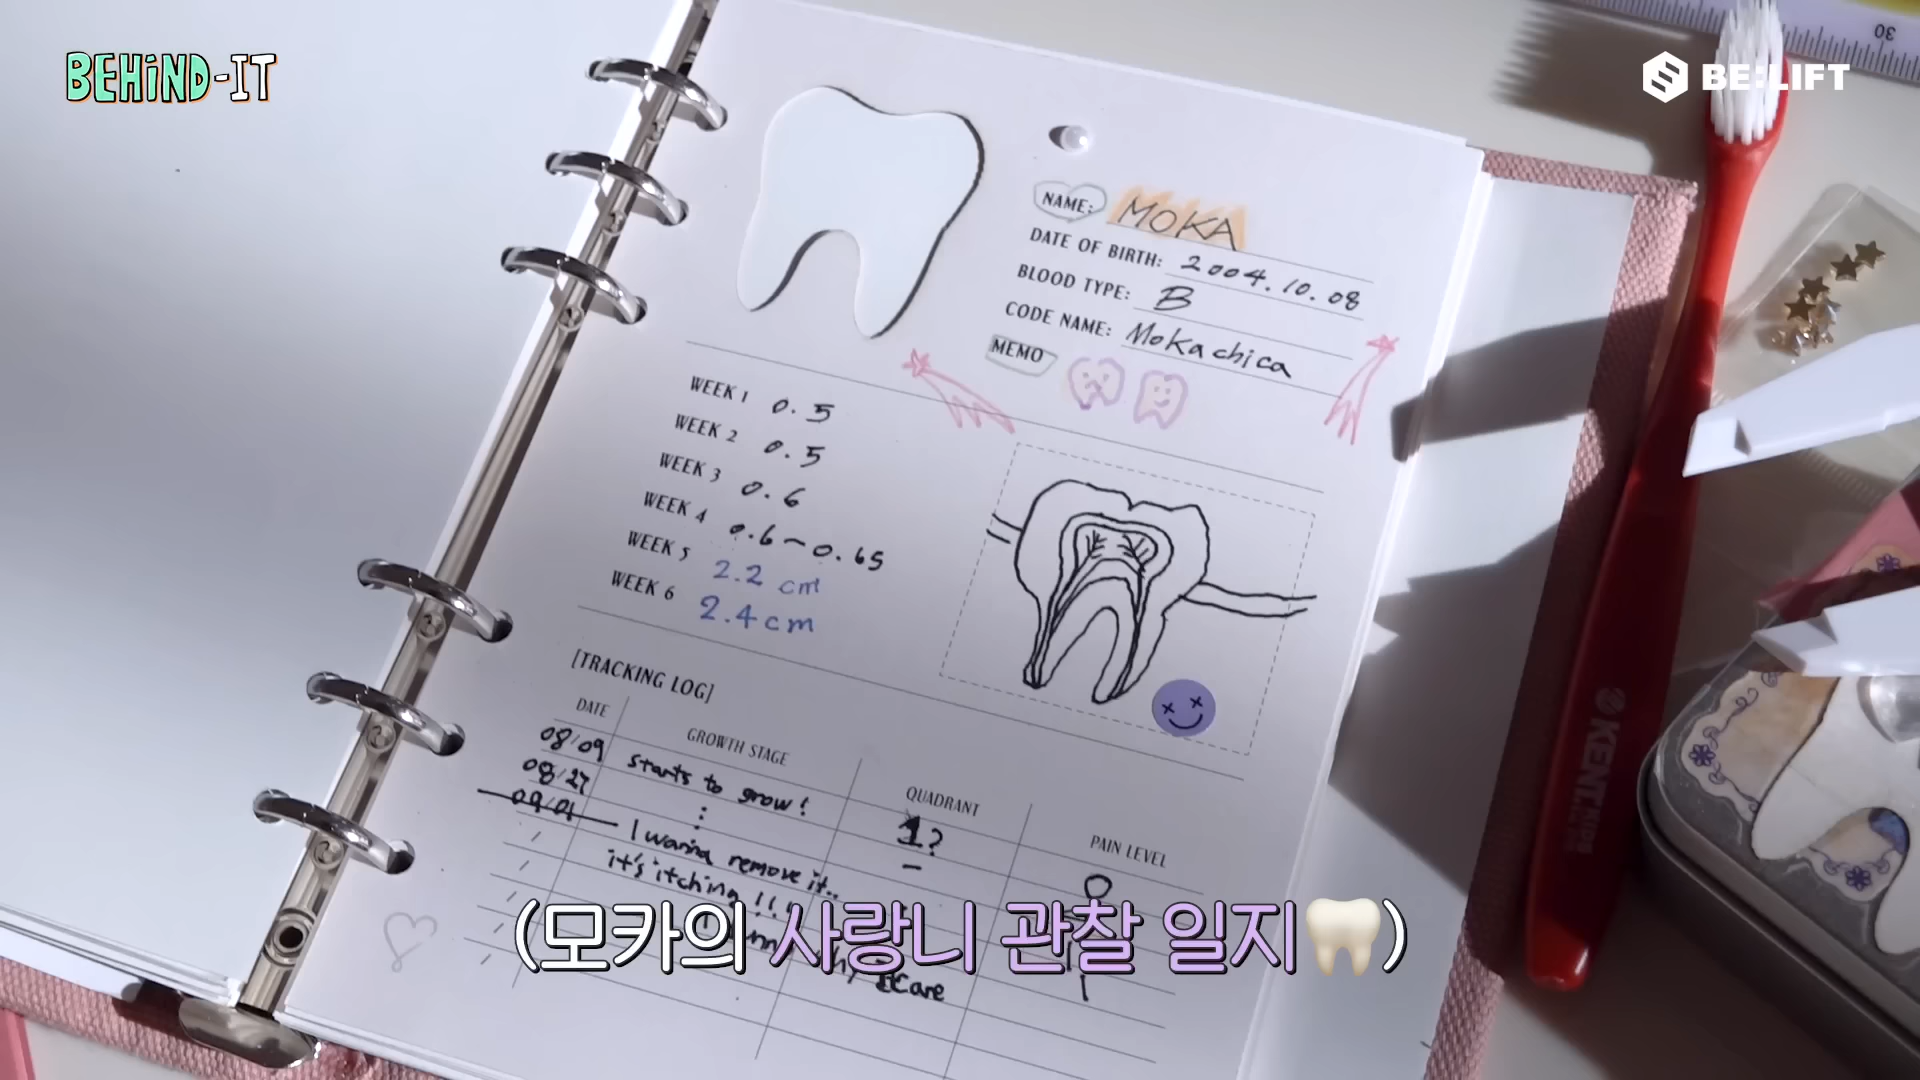 BEHiND-IT
BE:LIFT
30
NAME: MOKA
DATE OF BIRTH: 2004.10.08
BLOOD TYPE: B
CODE NAME: Mokachica
MEMO
WEEK 1 0.5
WEEK 2 0.5
WEEK 3 0.6
WEEK 4 0.6~0.65
WEEK 5 2.2 cm
WEEK 6 2.4cm
[TRACKING LOG]
DATE GROWTH STAGE QUADRANT PAIN LEVEL
08/09 starts to grow! 1? 0
08/27 : -
09/01 I wanna remove it..
it's itching !!.
care 1
(모카의 사랑니 관찰 일지🦷)
KENT